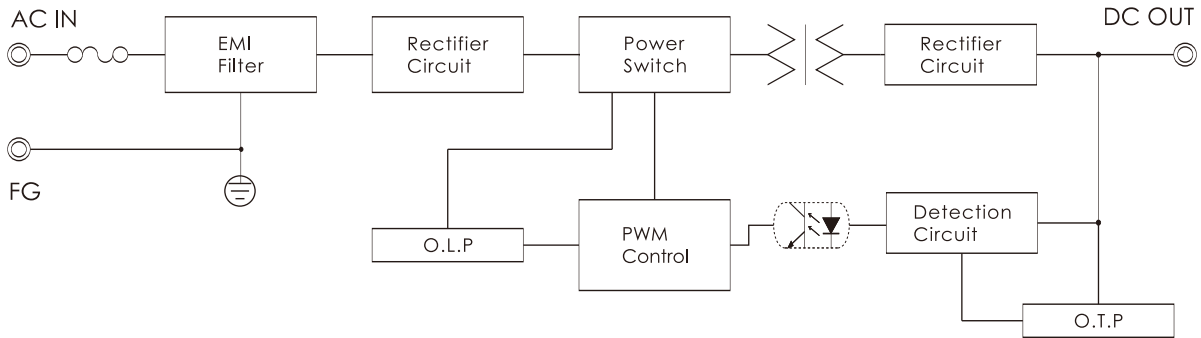 AC IN
DC OUT
EMI
Filter
Rectifier
Circuit
Power
Switch
Rectifier
Circuit
FG
O.L.P
PWM
Control
Detection
Circuit
O.T.P